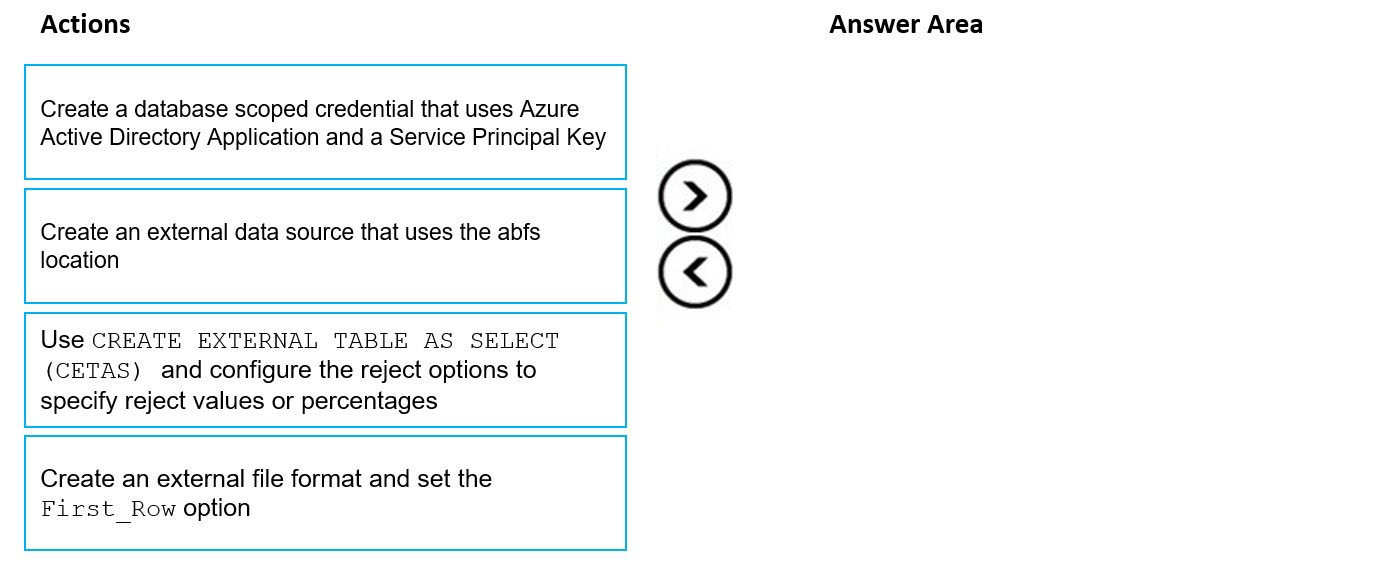 Actions
Answer Area
Create a database scoped credential that uses Azure
Active Directory Application and a Service Principal Key
Create an external data source that uses the abfs
location
Use CREATE EXTERNAL TABLE AS SELECT
(CETAS) and configure the reject options to
specify reject values or percentages
Create an external file format and set the
First_Row option